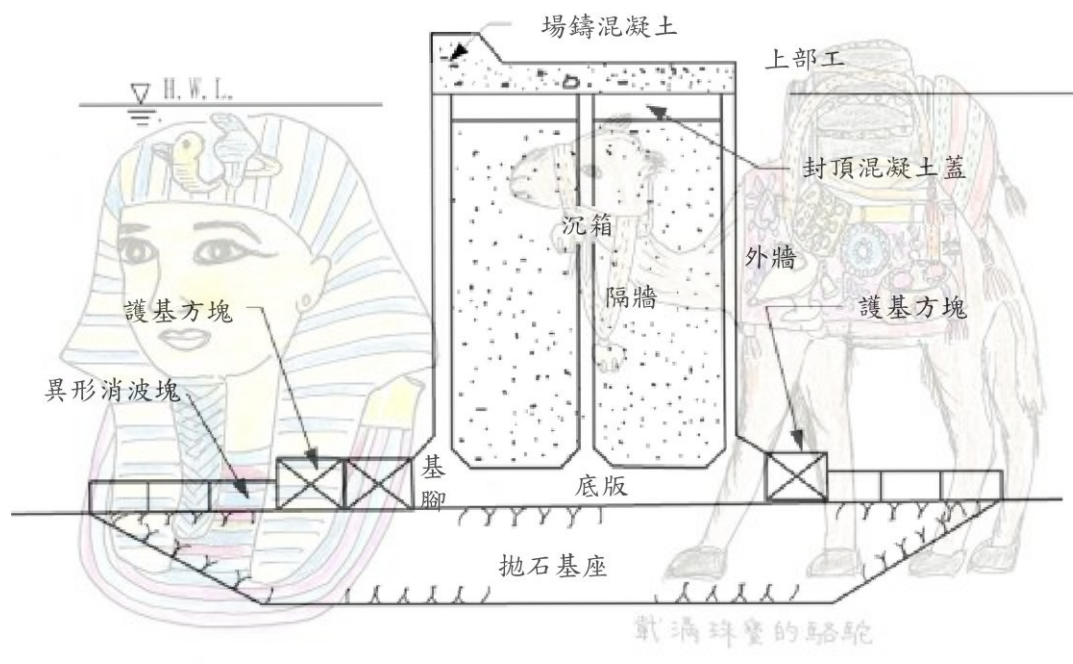 場鑄混凝土
上部工
H.W.L.
封頂混凝土蓋
沉箱
外牆
隔牆
護基方塊
護基方塊
異形消波塊
基腳
底版
拋石基座
載滿珠寶的駱駝